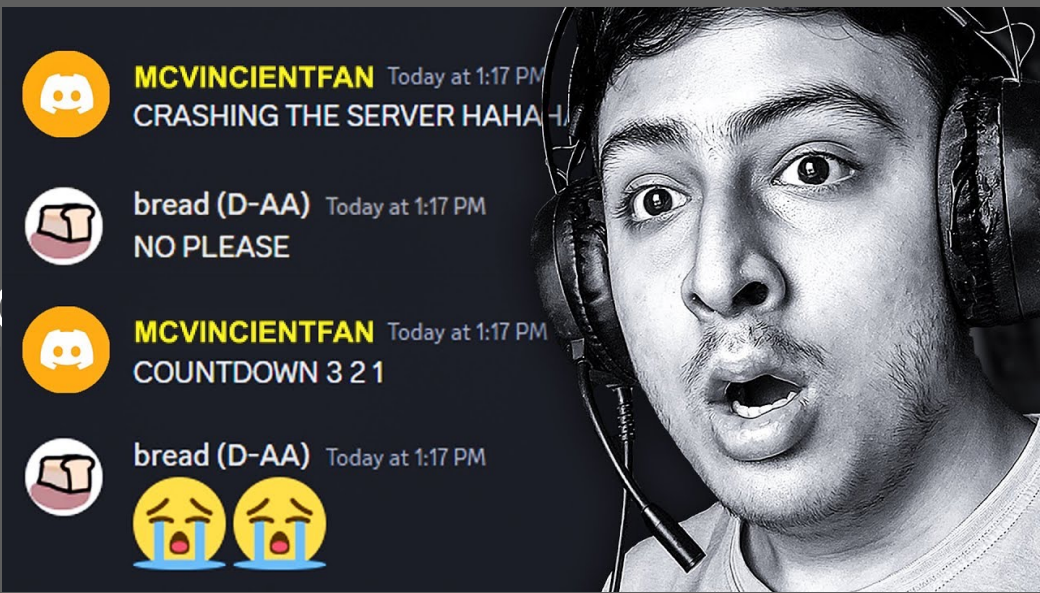 MCVINCIENTFAN Today at 1:17 PM
CRASHING THE SERVER HAHAHA
bread (D-AA) Today at 1:17 PM
NO PLEASE
MCVINCIENTFAN Today at 1:17 PM
COUNTDOWN 3 2 1
bread (D-AA) Today at 1:17 PM
😭😭